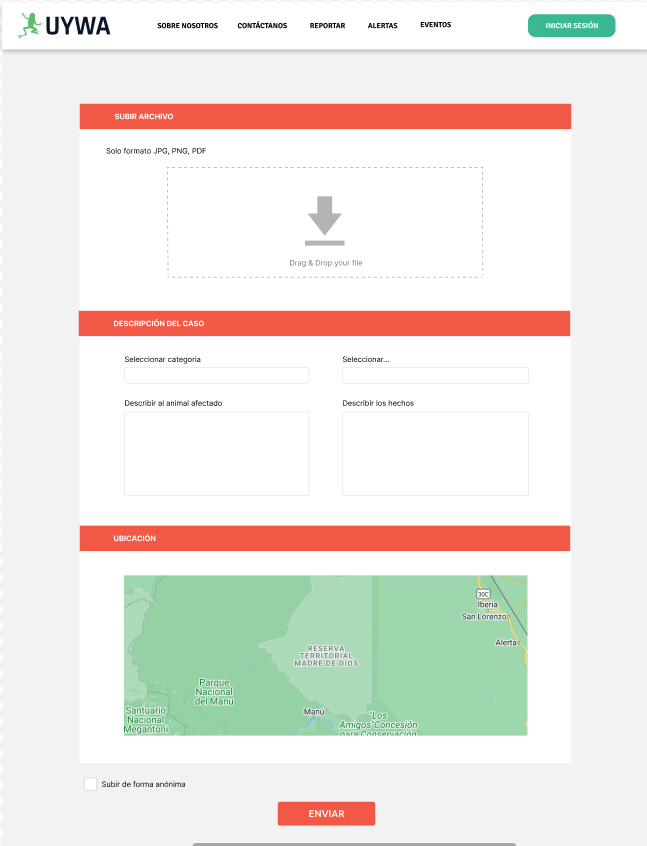 UYWA
SOBRE NOSOTROS
CONTÁCTANOS
REPORTAR
ALERTAS
EVENTOS
INICIAR SESIÓN
SUBIR ARCHIVO
Solo formato JPG, PNG, PDF
Drag & Drop your file
DESCRIPCIÓN DEL CASO
Seleccionar categoria
Seleccionar...
Describir al animal afectado
Describir los hechos
UBICACIÓN
30C
Iberia
San Lorenzo
Alerta
RESERVA
TERRITORIAL
MADRE DE DIOS
Parque
Nacional
del Manu
Santuario
Nacional
Megantoni
Manú
"Los
Amigos"Concesión
para Conservación
Subir de forma anónima
ENVIAR